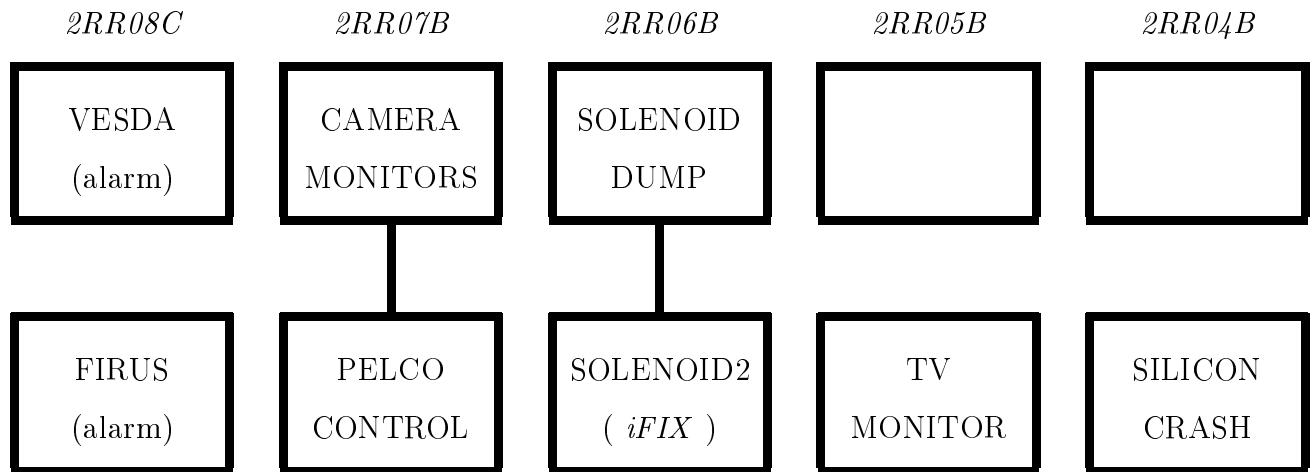 2RR08C 2RR07B 2RR06B 2RR05B 2RR04B
VESDA CAMERA SOLENOID
(alarm) MONITORS DUMP
FIRUS PELCO SOLENOID2 TV SILICON
(alarm) CONTROL ( iFIX ) MONITOR CRASH